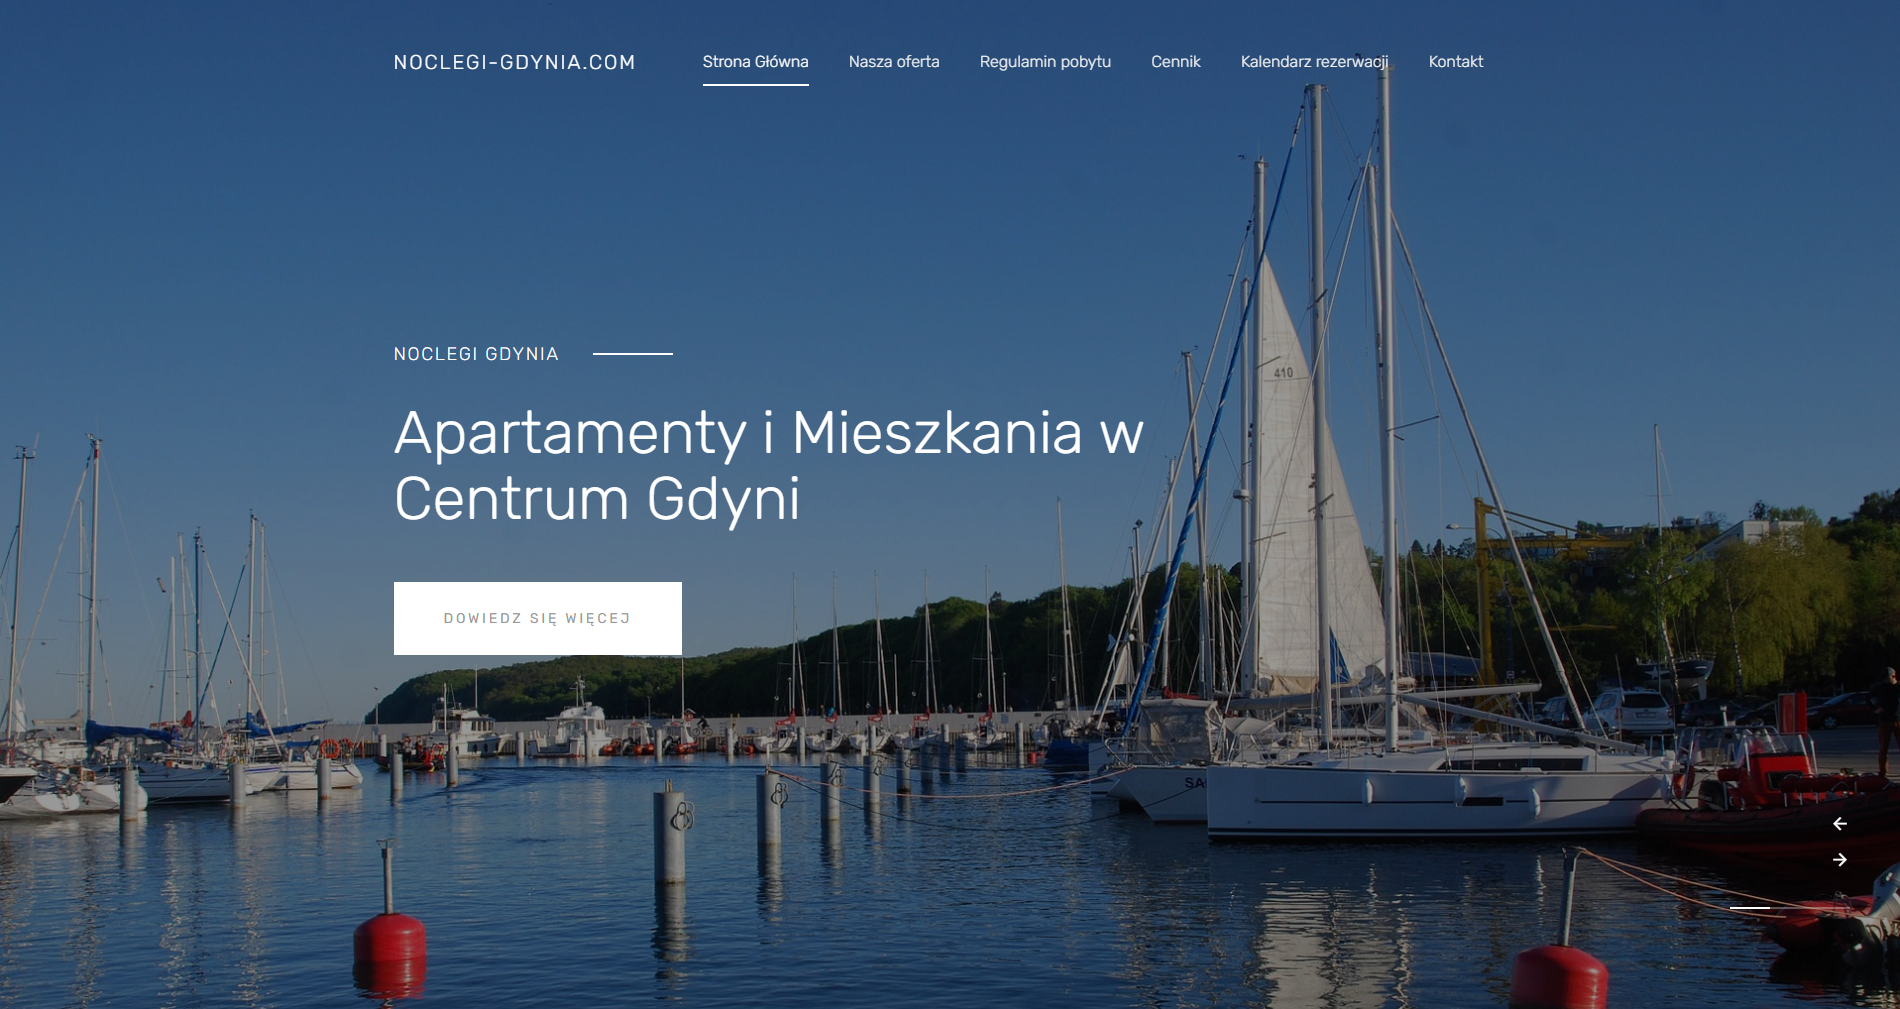 NOCLEGI-GDYNIA.COM
Strona Główna
Nasza oferta
Regulamin pobytu
Cennik
Kalendarz rezerwacji
Kontakt
NOCLEGI GDYNIA
Apartamenty i Mieszkania w
Centrum Gdyni
DOWIEDZ SIĘ WIĘCEJ
410
SA